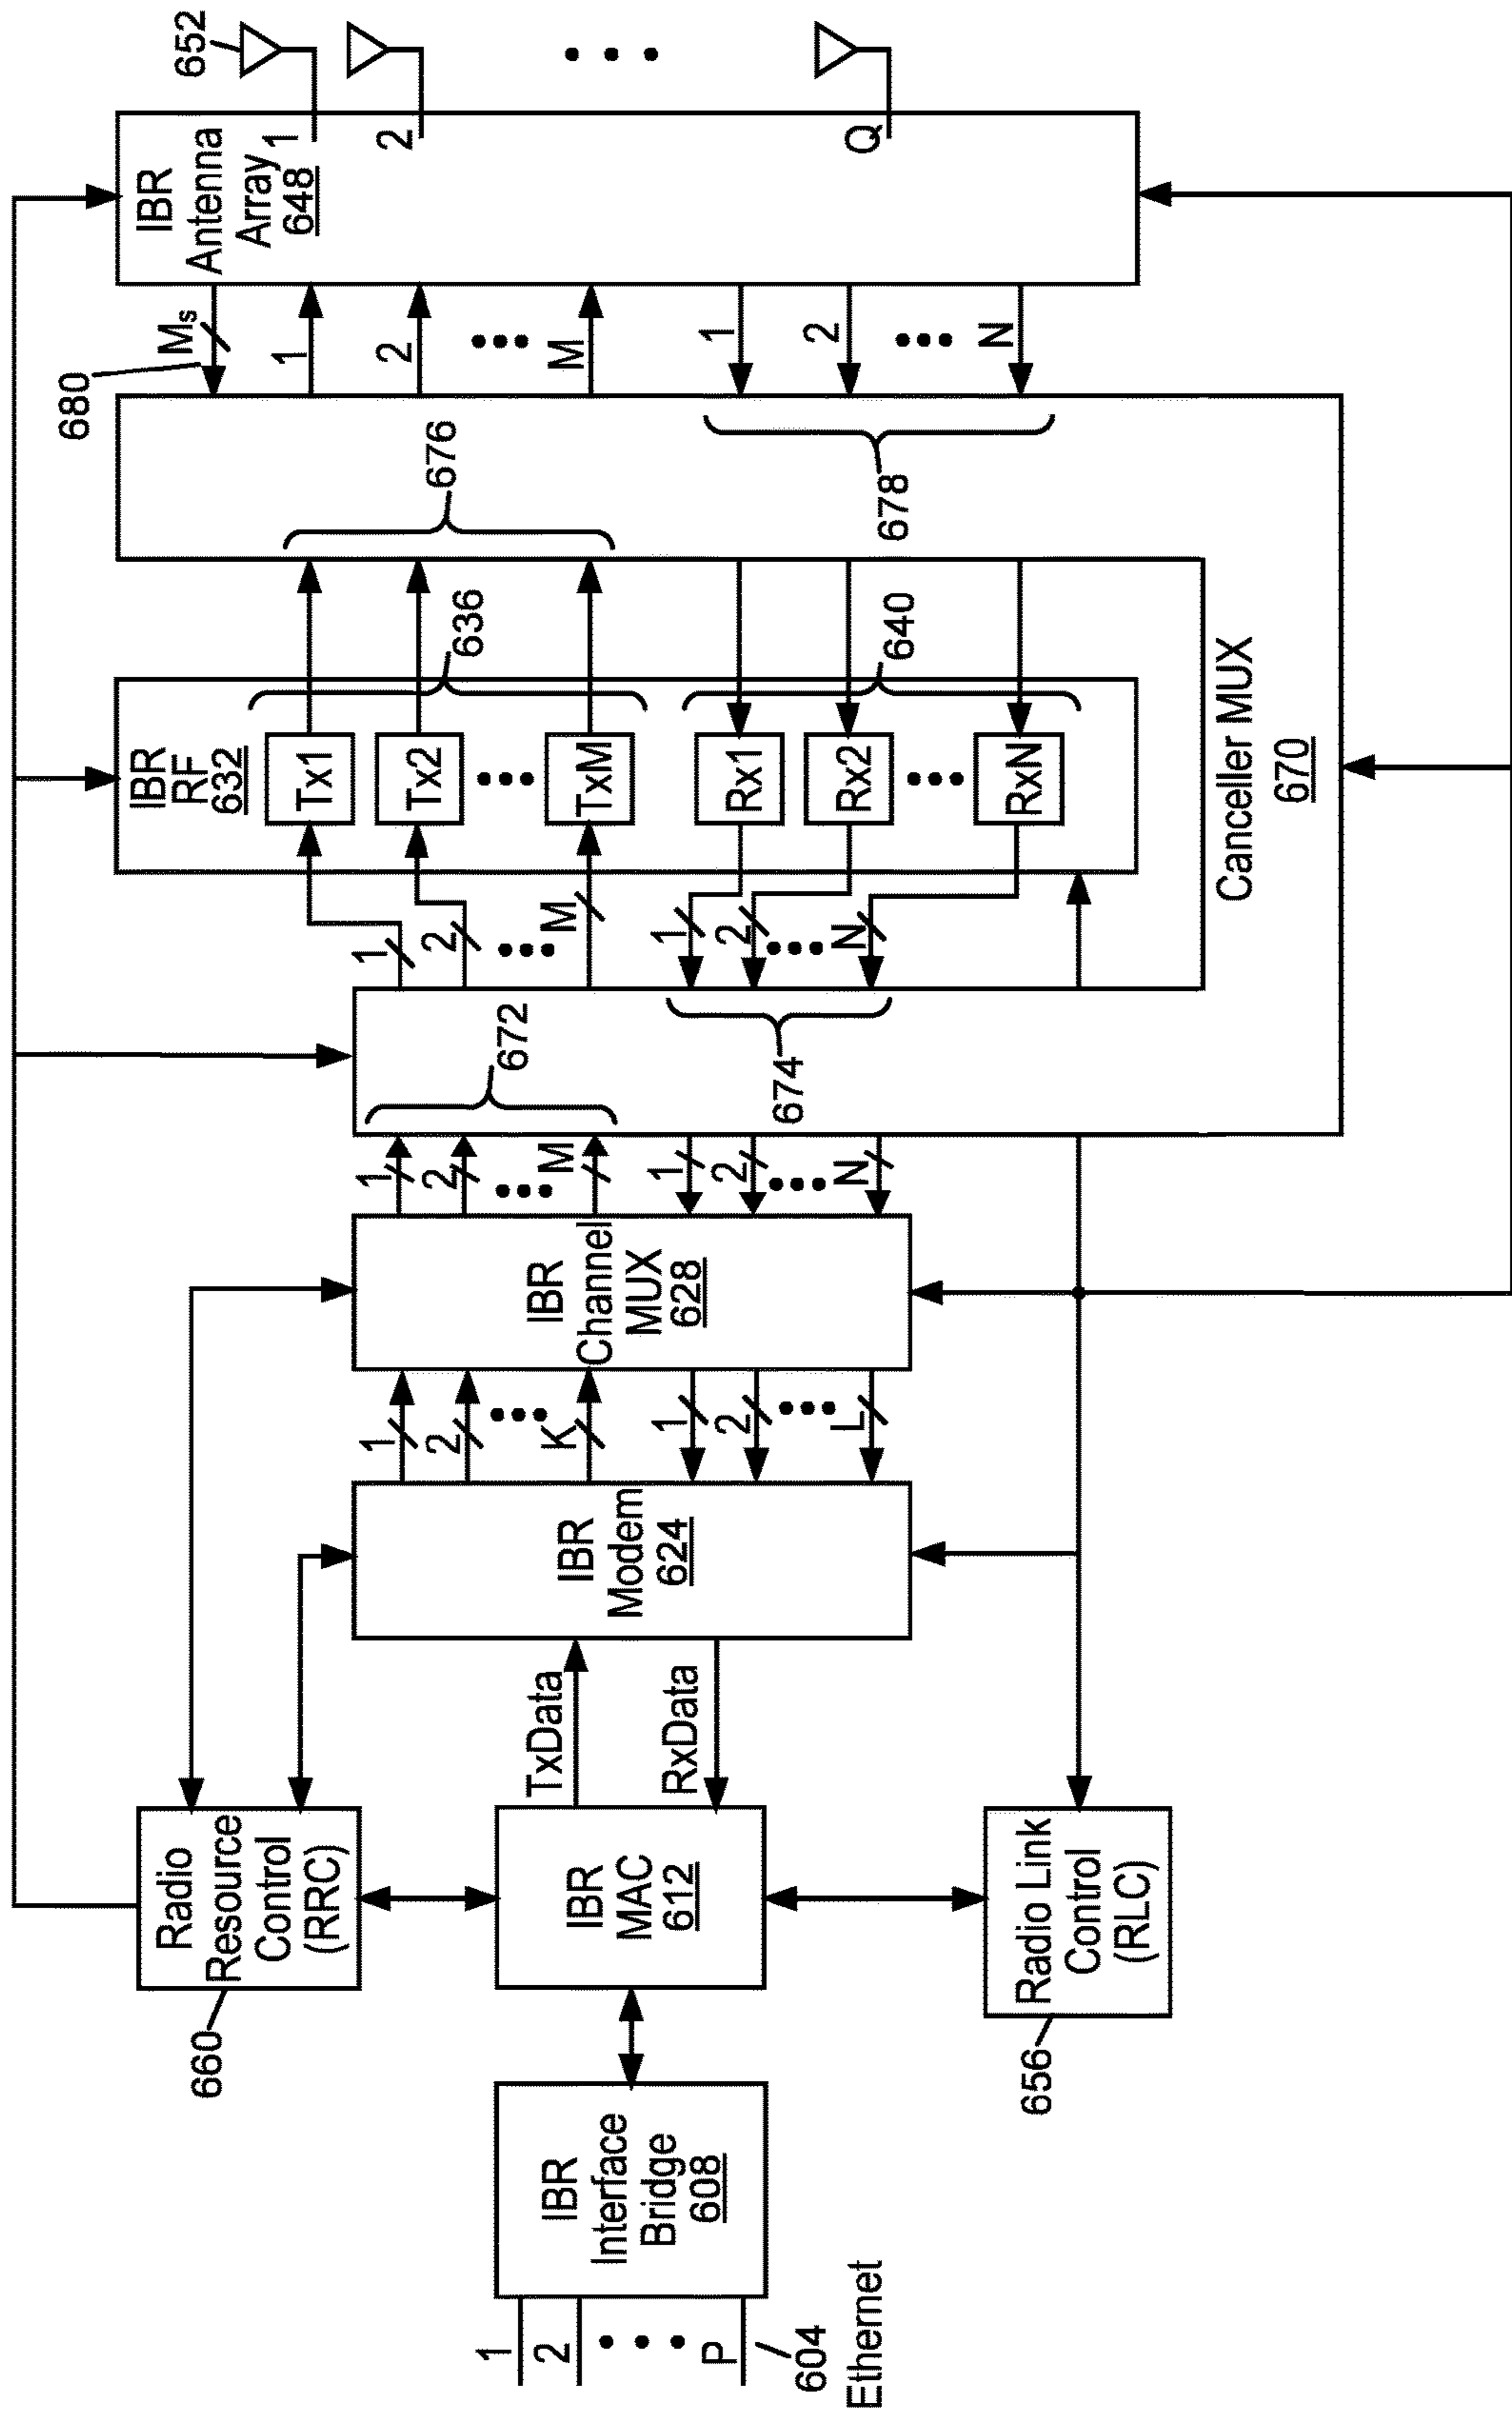 1
2
P
604
Ethernet
IBR
Interface
Bridge
608
660
Radio
Resource
Control
(RRC)
IBR
MAC
612
656
Radio Link
Control
(RLC)
TxData
RxData
IBR
Modem
624
1
2
K
1
2
L
IBR
Channel
MUX
628
1
2
M
1
2
N
672
674
1
2
M
1
2
N
IBR
RF
632
Tx1
Tx2
TxM
Rx1
Rx2
RxN
636
640
Canceller MUX
670
676
678
680
Ms
1
2
M
1
2
N
IBR
Antenna
Array
648
1
2
Q
652